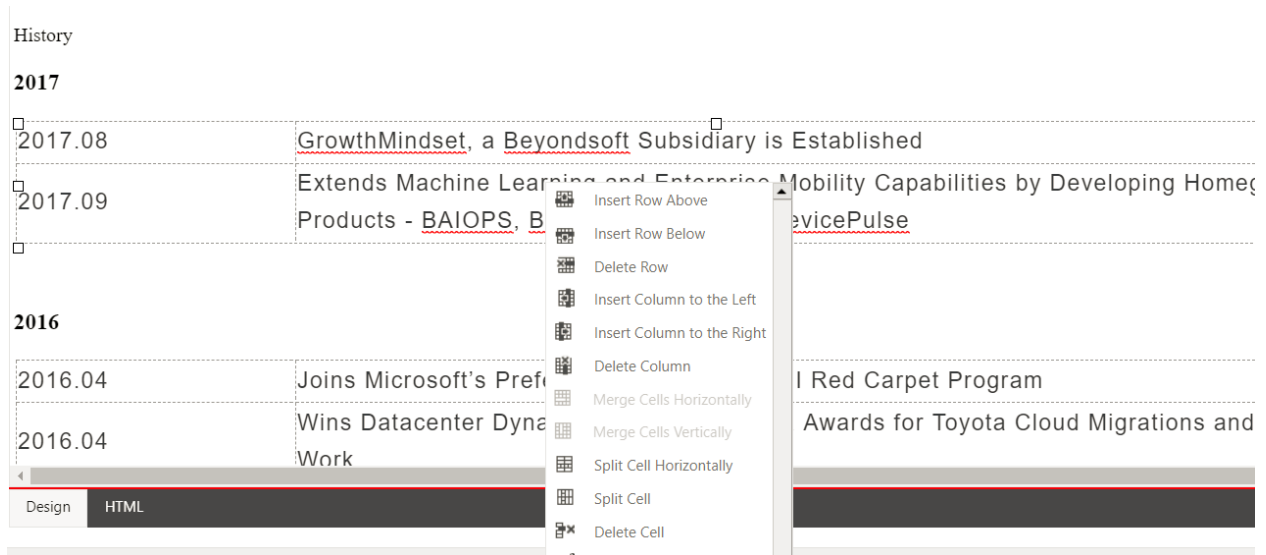 History
2017
2017.08 GrowthMindset, a Beyondsoft Subsidiary is Established
2017.09 Extends Machine Learning and Enterprise Mobility Capabilities by Developing
Products - BAIOPS, evicePulse
Insert Row Above
Insert Row Below
Delete Row
Insert Column to the Left
Insert Column to the Right
Delete Column
Merge Cells Horizontally
Merge Cells Vertically
Split Cell Horizontally
Split Cell
Delete Cell
2016
2016.04 Joins Microsoft’s Pref l Red Carpet Program
2016.04 Wins Datacenter Dyna Awards for Toyota Cloud Migrations and
Work
Design HTML